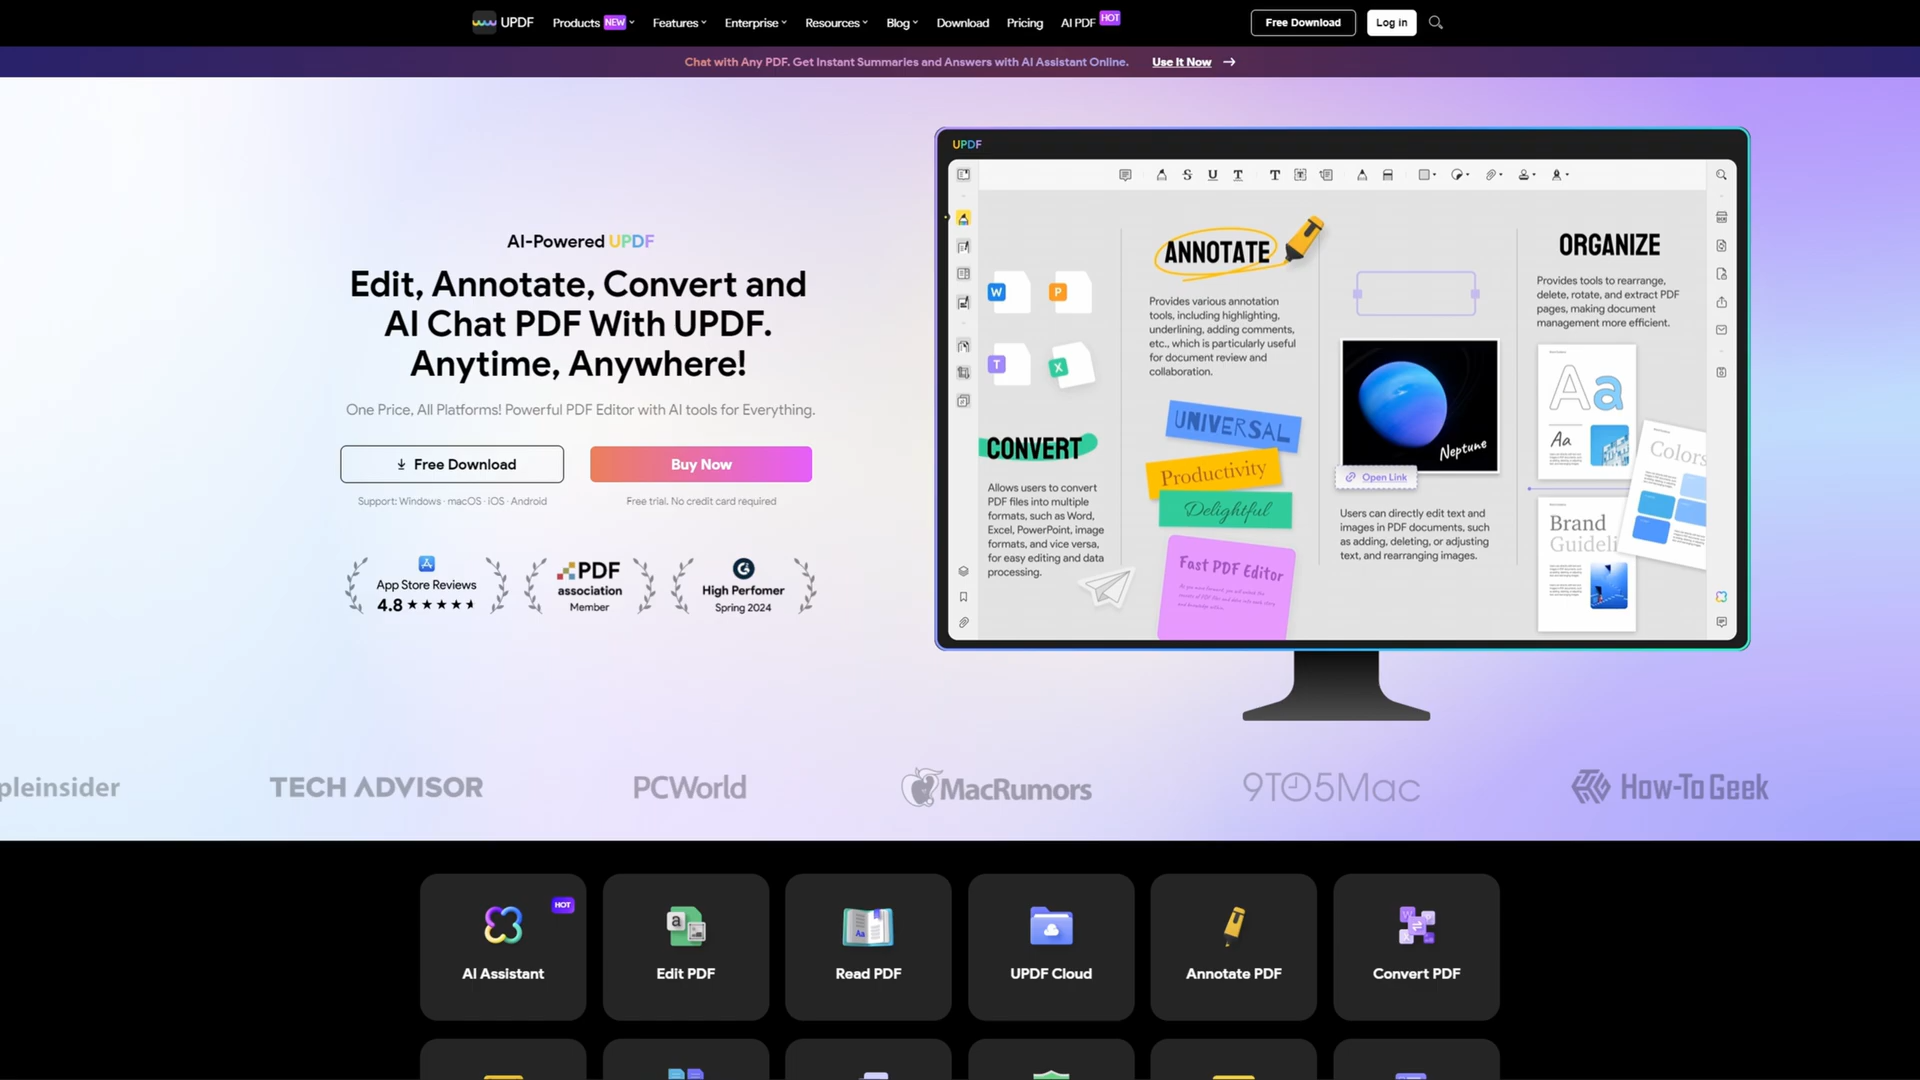 UPDF
Products NEW
Features
Enterprise
Resources
Blog
Download
Pricing
AI PDF HOT
Free Download
Log in
Chat with Any PDF. Get Instant Summaries and Answers with AI Assistant Online.
Use It Now
AI-Powered UPDF
Edit, Annotate, Convert and
AI Chat PDF With UPDF.
Anytime, Anywhere!
One Price, All Platforms! Powerful PDF Editor with AI tools for Everything.
Free Download
Buy Now
Support: Windows · macOS · iOS · Android
Free trial. No credit card required
App Store Reviews
4.8
PDF
association
Member
High Perfomer
Spring 2024
UPDF
W
P
T
X
CONVERT
Allows users to convert
PDF files into multiple
formats, such as Word,
Excel, PowerPoint, image
formats, and vice versa,
for easy editing and data
processing.
ANNOTATE
Provides various annotation
tools, including highlighting,
underlining, adding comments,
etc., which is particularly useful
for document review and
collaboration.
UNIVERSAL
Productivity
Delightful
Fast PDF Editor
Neptune
Open Link
Users can directly edit text and
images in PDF documents, such
as adding, deleting, or adjusting
text, and rearranging images.
ORGANIZE
Provides tools to rearrange,
delete, rotate, and extract PDF
pages, making document
management more efficient.
Aa
Aa
Colors
Brand
Guideli
pleinsider
TECH ADVISOR
PCWorld
MacRumors
9TO5Mac
How-To Geek
HOT
AI Assistant
Edit PDF
Read PDF
UPDF Cloud
Annotate PDF
Convert PDF